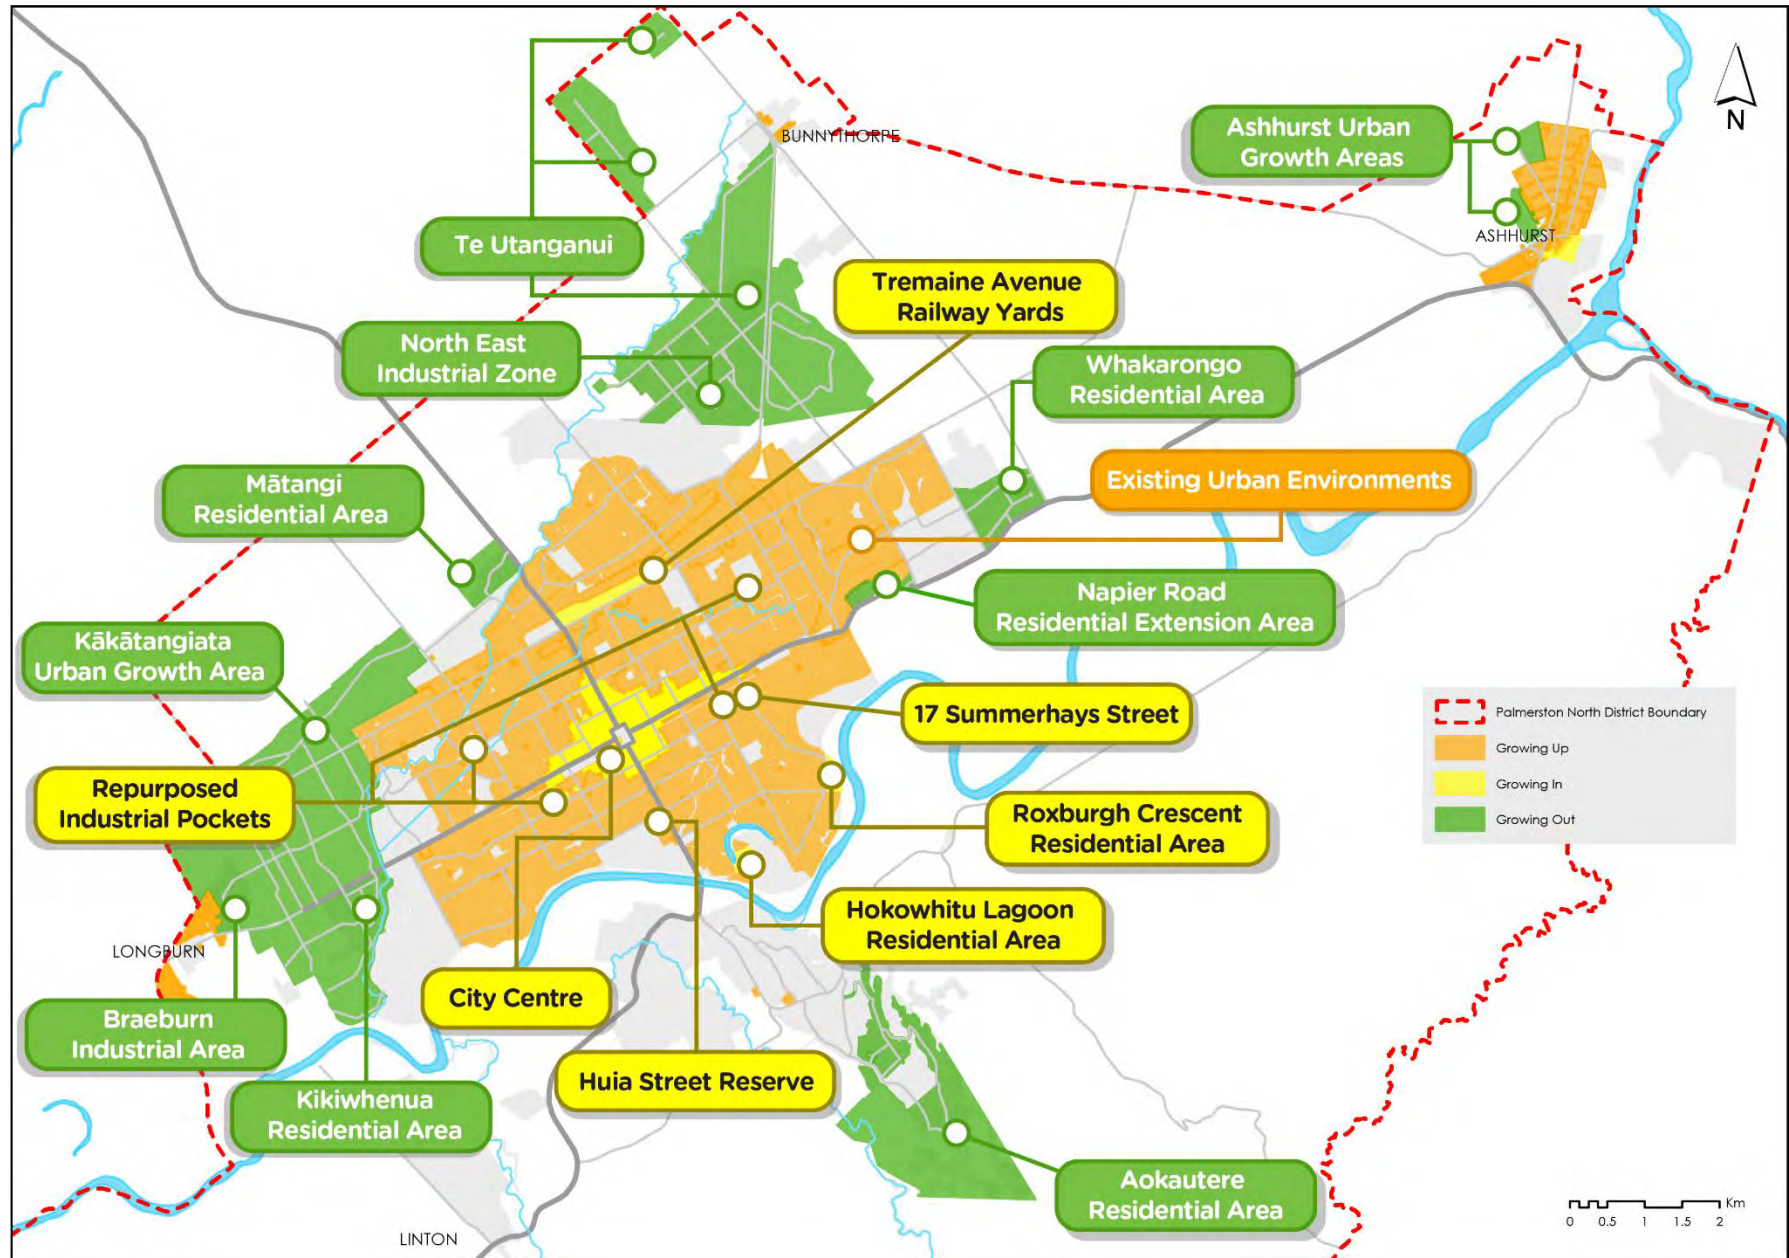 N
BUNNYTHORPE
Ashhurst Urban
Growth Areas
ASHHURST
Te Utanganui
Tremaine Avenue
Railway Yards
North East
Industrial Zone
Whakarongo
Residential Area
Existing Urban Environments
Mātangi
Residential Area
Napier Road
Residential Extension Area
Kākātangiata
Urban Growth Area
17 Summerhays Street
Palmerston North District Boundary
Growing Up
Growing In
Growing Out
Repurposed
Industrial Pockets
Roxburgh Crescent
Residential Area
Hokowhitu Lagoon
Residential Area
LONGBURN
City Centre
Braeburn
Industrial Area
Huia Street Reserve
Kikiwhenua
Residential Area
Aokautere
Residential Area
LINTON
Km
0 0.5 1 1.5 2